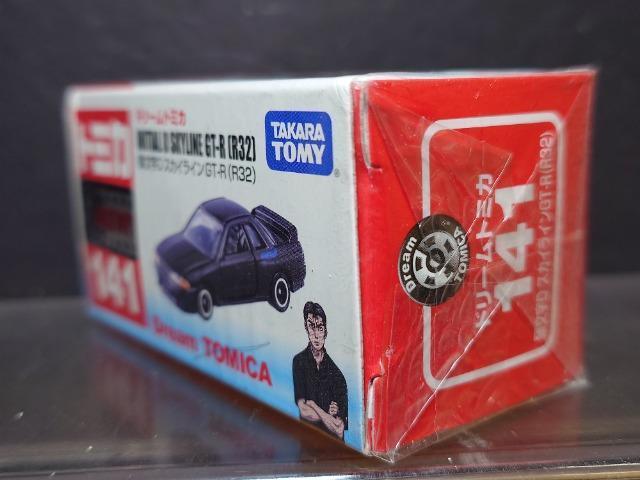 トミカ
141
ドリームトミカ
INITIAL D SKYLINE GT-R (R32)
頭文字D スカイラインGT-R (R32)
TAKARA
TOMY
Dream TOMICA
Dream
TOMICA
ドリームトミカ
141
頭文字D スカイラインGT-R(R32)